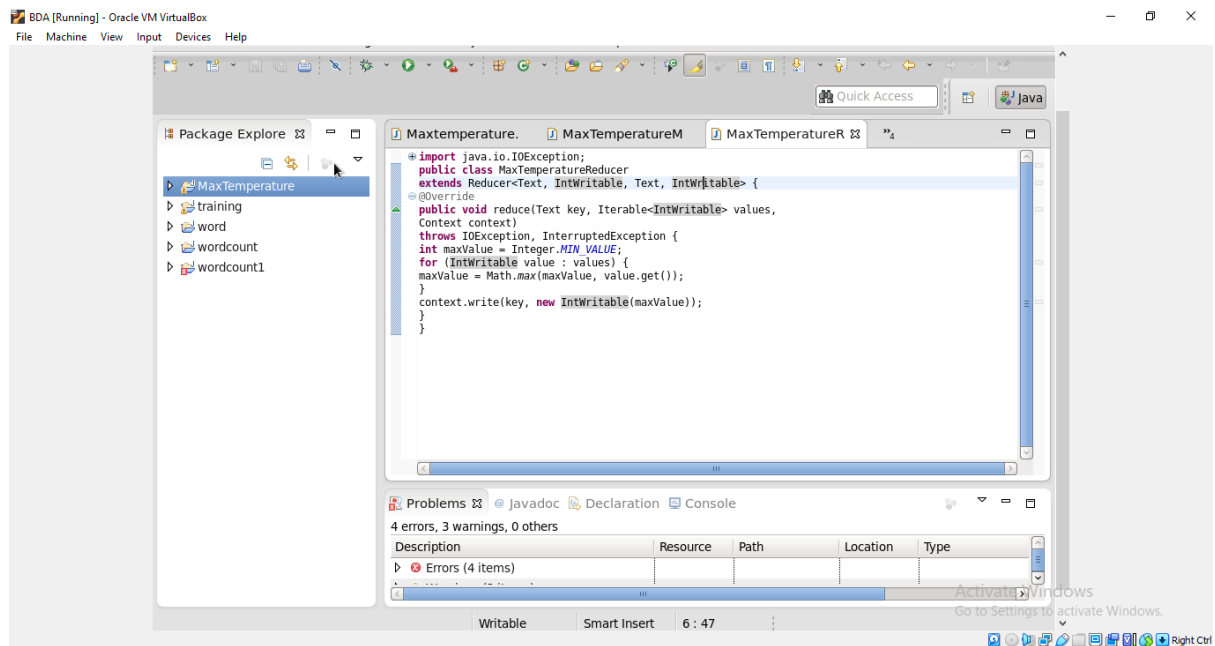 BDA [Running] - Oracle VM VirtualBox
File Machine View Input Devices Help
Quick Access
Java
Package Explore
Maxtemperature.
MaxTemperatureM
MaxTemperatureR
»4
MaxTemperature
training
word
wordcount
wordcount1
import java.io.IOException;
public class MaxTemperatureReducer
extends Reducer<Text, IntWritable, Text, IntWritable> {
@Override
public void reduce(Text key, Iterable<IntWritable> values,
Context context)
throws IOException, InterruptedException {
int maxValue = Integer.MIN_VALUE;
for (IntWritable value : values) {
maxValue = Math.max(maxValue, value.get());
}
context.write(key, new IntWritable(maxValue));
}
}
Problems @ Javadoc Declaration Console
4 errors, 3 warnings, 0 others
Description Resource Path Location Type
Errors (4 items)
Activate Windows
Go to Settings to activate Windows.
Writable Smart Insert 6 : 47
Right Ctrl